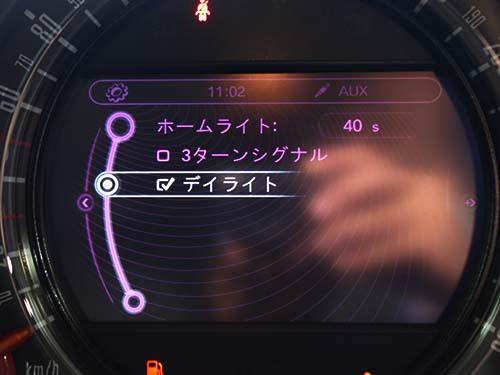 11:02 AUX
ホームライト: 40 s
3ターンシグナル
デイライト
km/h